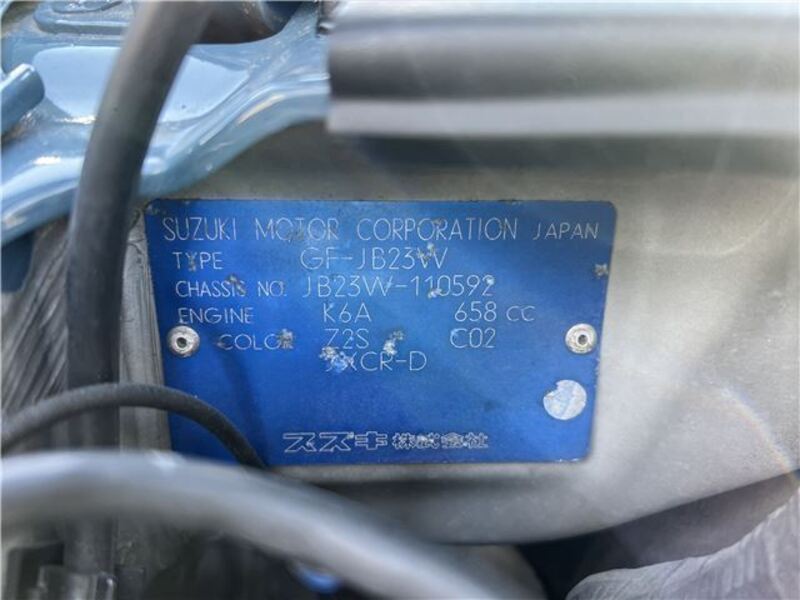 SUZUKI MOTOR CORPORATION JAPAN
TYPE GF-JB23W
CHASSIS NO. JB23W-110592
ENGINE K6A 658 CC
COLOR Z2S C02
XCR-D
スズキ株式会社